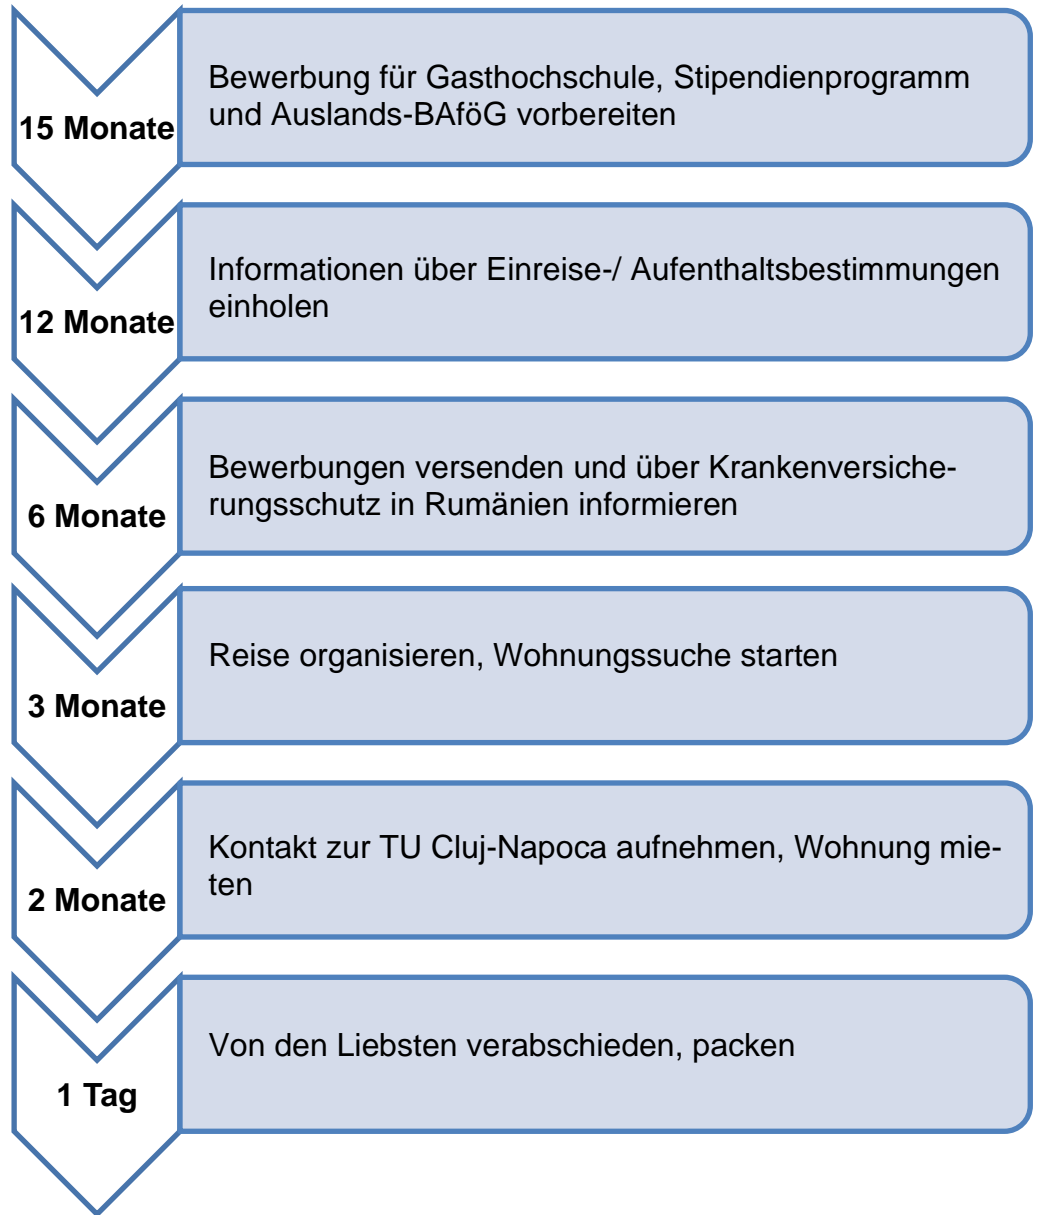 15 Monate
Bewerbung für Gasthochschule, Stipendienprogramm
und Auslands-BAföG vorbereiten
12 Monate
Informationen über Einreise-/ Aufenthaltsbestimmungen
einholen
6 Monate
Bewerbungen versenden und über Krankenversiche-
rungsschutz in Rumänien informieren
3 Monate
Reise organisieren, Wohnungssuche starten
2 Monate
Kontakt zur TU Cluj-Napoca aufnehmen, Wohnung mie-
ten
1 Tag
Von den Liebsten verabschieden, packen